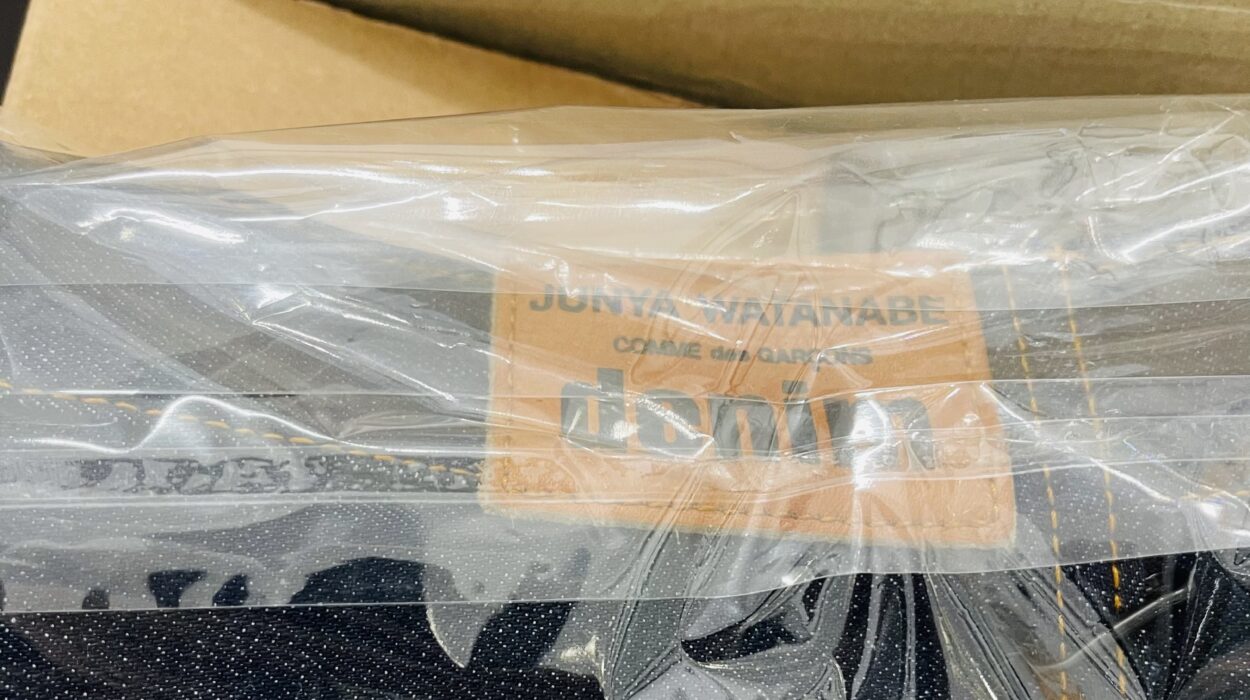 JUNYA WATANABE
COMME des GARÇONS
denim